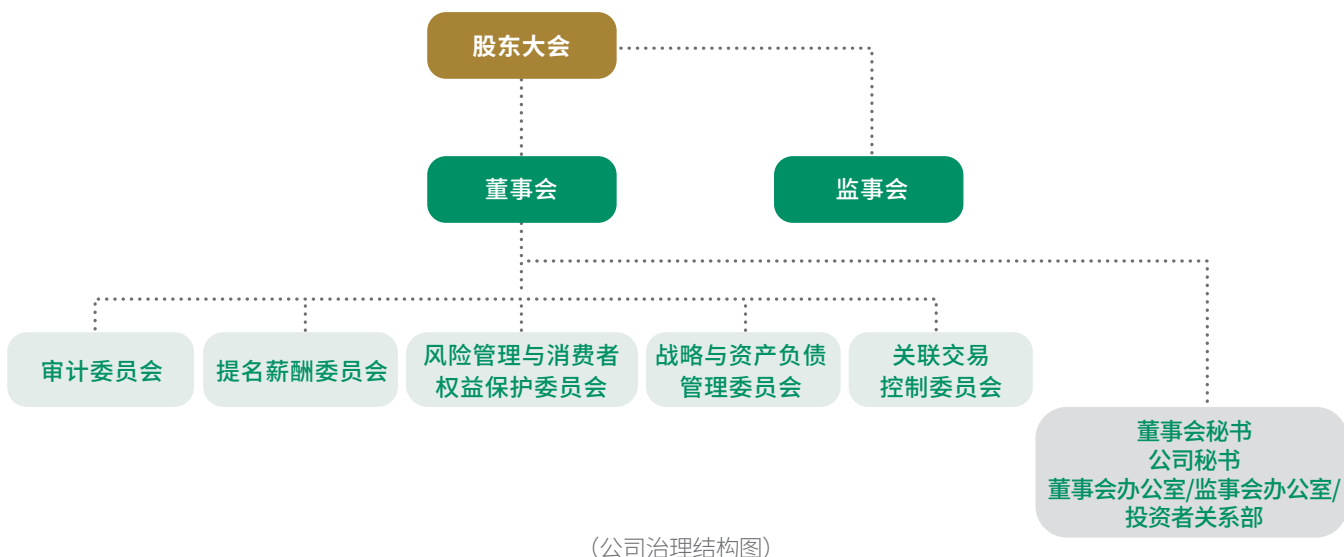 股东大会
董事会
监事会
审计委员会
提名薪酬委员会
风险管理与消费者
权益保护委员会
战略与资产负债
管理委员会
关联交易
控制委员会
董事会秘书
公司秘书
董事会办公室/监事会办公室/
投资者关系部
（公司治理结构图）